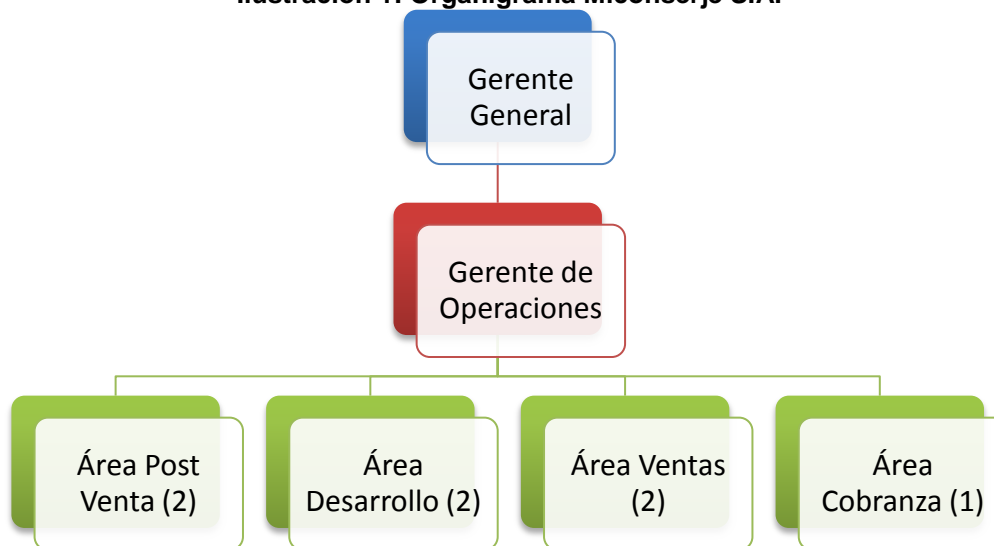 Ilustración 1. Organigrama Miconserje S.A.
Gerente
General
Gerente de
Operaciones
Área Post
Venta (2)
Área
Desarrollo (2)
Área Ventas
(2)
Área
Cobranza (1)